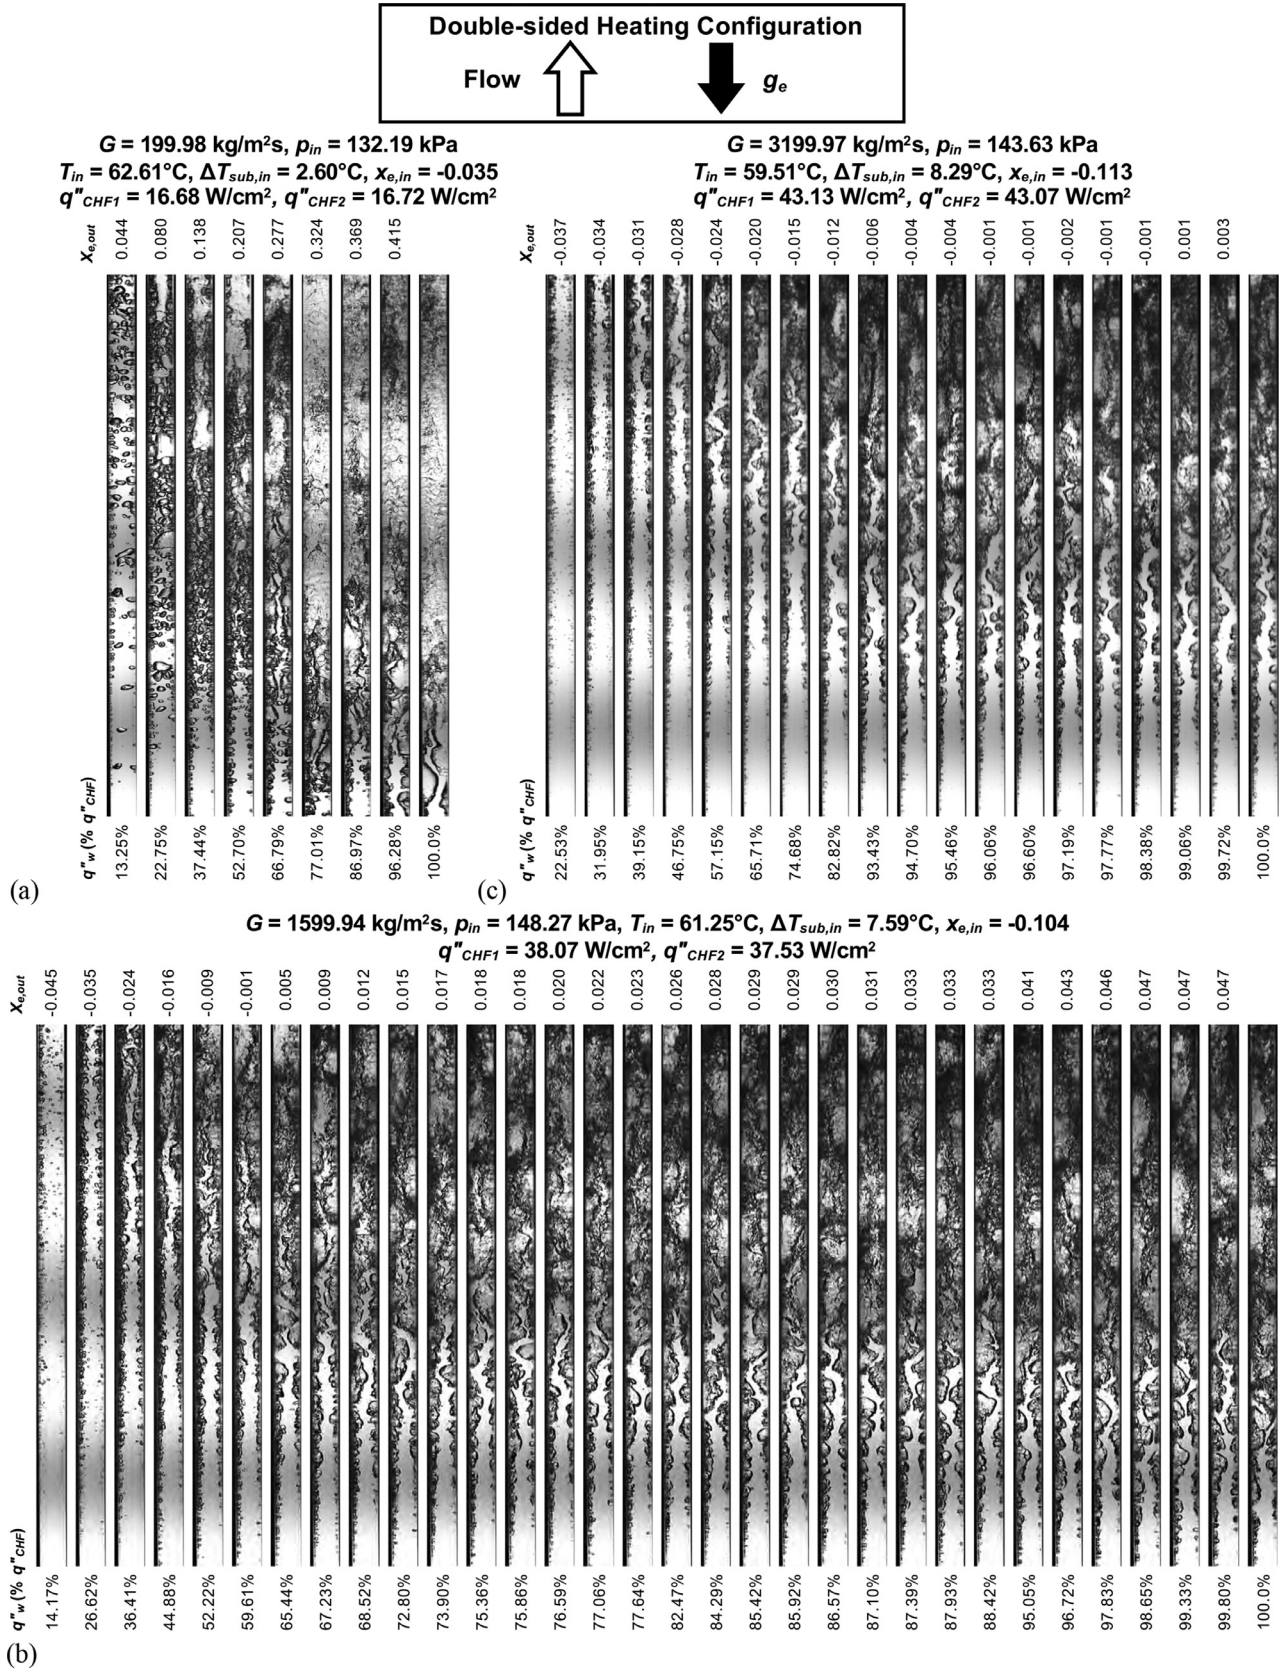 Double-sided Heating Configuration
Flow
gₑ
G = 199.98 kg/m²s, pᵢₙ = 132.19 kPa
Tᵢₙ = 62.61°C, ΔT_sub,in = 2.60°C, x_e,in = -0.035
q"_CHF1 = 16.68 W/cm², q"_CHF2 = 16.72 W/cm²
x_e,out 0.044 0.080 0.138 0.207 0.277 0.324 0.369 0.415
q"_w (% q"_CHF) 13.25% 22.75% 37.44% 52.70% 66.79% 77.01% 86.97% 96.28% 100.0%
(a)
G = 3199.97 kg/m²s, pᵢₙ = 143.63 kPa
Tᵢₙ = 59.51°C, ΔT_sub,in = 8.29°C, x_e,in = -0.113
q"_CHF1 = 43.13 W/cm², q"_CHF2 = 43.07 W/cm²
x_e,out -0.037 -0.034 -0.031 -0.028 -0.024 -0.020 -0.015 -0.012 -0.006 -0.004 -0.004 -0.001 -0.001 -0.002 -0.001 -0.001 0.001 0.003
q"_w (% q"_CHF) 22.53% 31.95% 39.15% 46.75% 57.15% 65.71% 74.68% 82.82% 93.43% 94.70% 95.46% 96.06% 96.60% 97.19% 97.77% 98.38% 99.06% 99.72% 100.0%
(c)
G = 1599.94 kg/m²s, pᵢₙ = 148.27 kPa, Tᵢₙ = 61.25°C, ΔT_sub,in = 7.59°C, x_e,in = -0.104
q"_CHF1 = 38.07 W/cm², q"_CHF2 = 37.53 W/cm²
x_e,out -0.045 -0.035 -0.024 -0.016 -0.009 -0.001 0.005 0.009 0.012 0.015 0.017 0.018 0.018 0.020 0.022 0.023 0.026 0.028 0.029 0.029 0.030 0.031 0.033 0.033 0.033 0.041 0.043 0.046 0.047 0.047 0.047
q"_w (% q"_CHF) 14.17% 26.62% 36.41% 44.88% 52.22% 59.61% 65.44% 67.23% 68.52% 72.80% 73.90% 75.36% 75.86% 76.59% 77.06% 77.64% 82.47% 84.29% 85.42% 85.92% 86.57% 87.10% 87.39% 87.93% 88.42% 95.05% 96.72% 97.83% 98.65% 99.33% 99.80% 100.0%
(b)